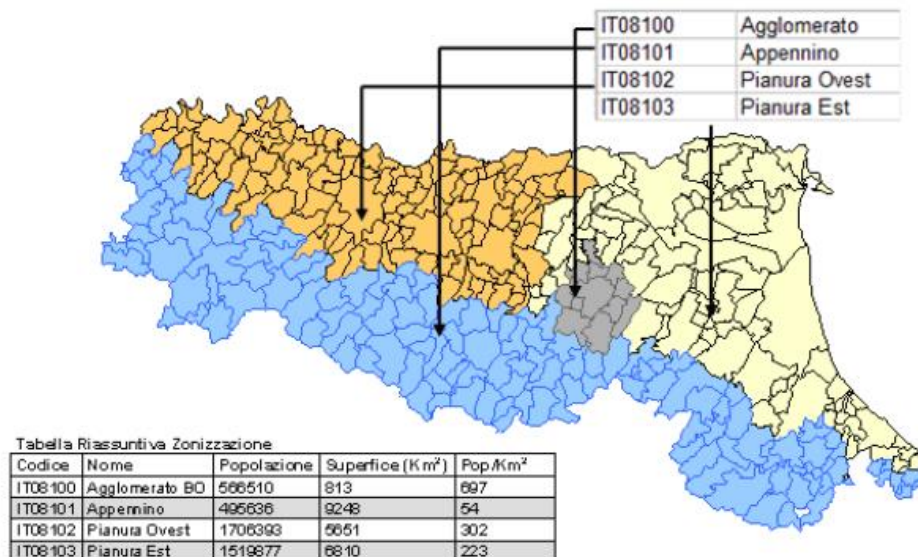 IT08100 Agglomerato
IT08101 Appennino
IT08102 Pianura Ovest
IT08103 Pianura Est
Tabella Riassuntiva Zonizzazione
Codice Nome Popolazione Superfice (Km²) Pop/Km²
IT08100 Agglomerato BO 566510 813 697
IT08101 Appennino 495636 9248 54
IT08102 Pianura Ovest 1706393 5651 302
IT08103 Pianura Est 1519877 6810 223